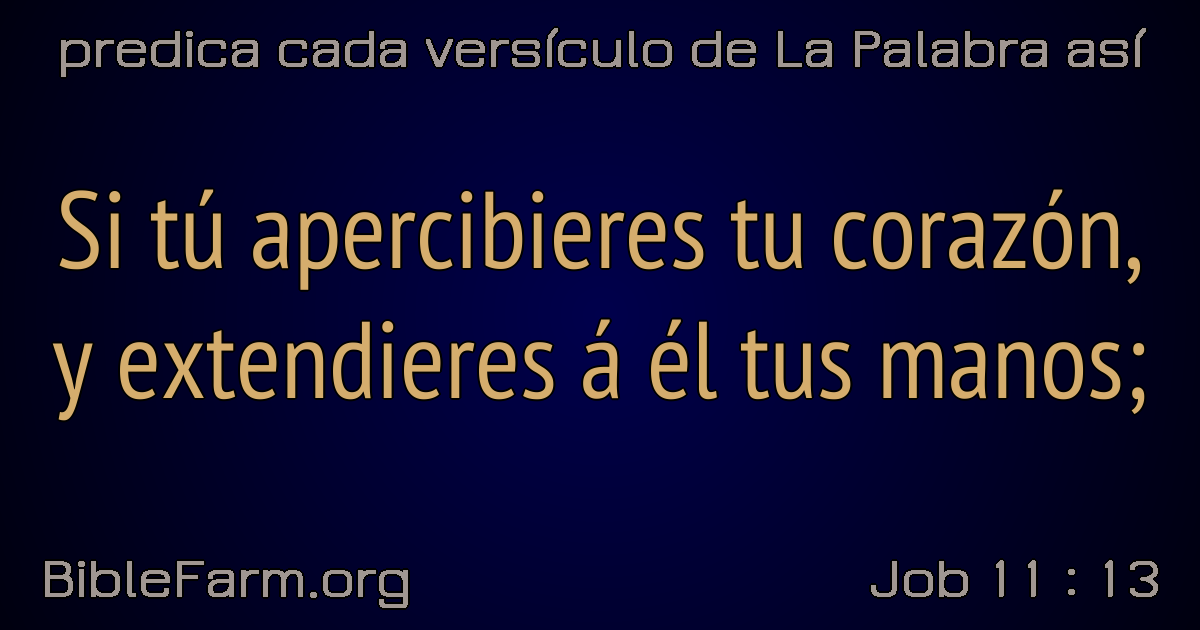 predica cada versículo de La Palabra así
Si tú apercibieres tu corazón,
y extendieres á él tus manos;
BibleFarm.org
Job 11 : 13